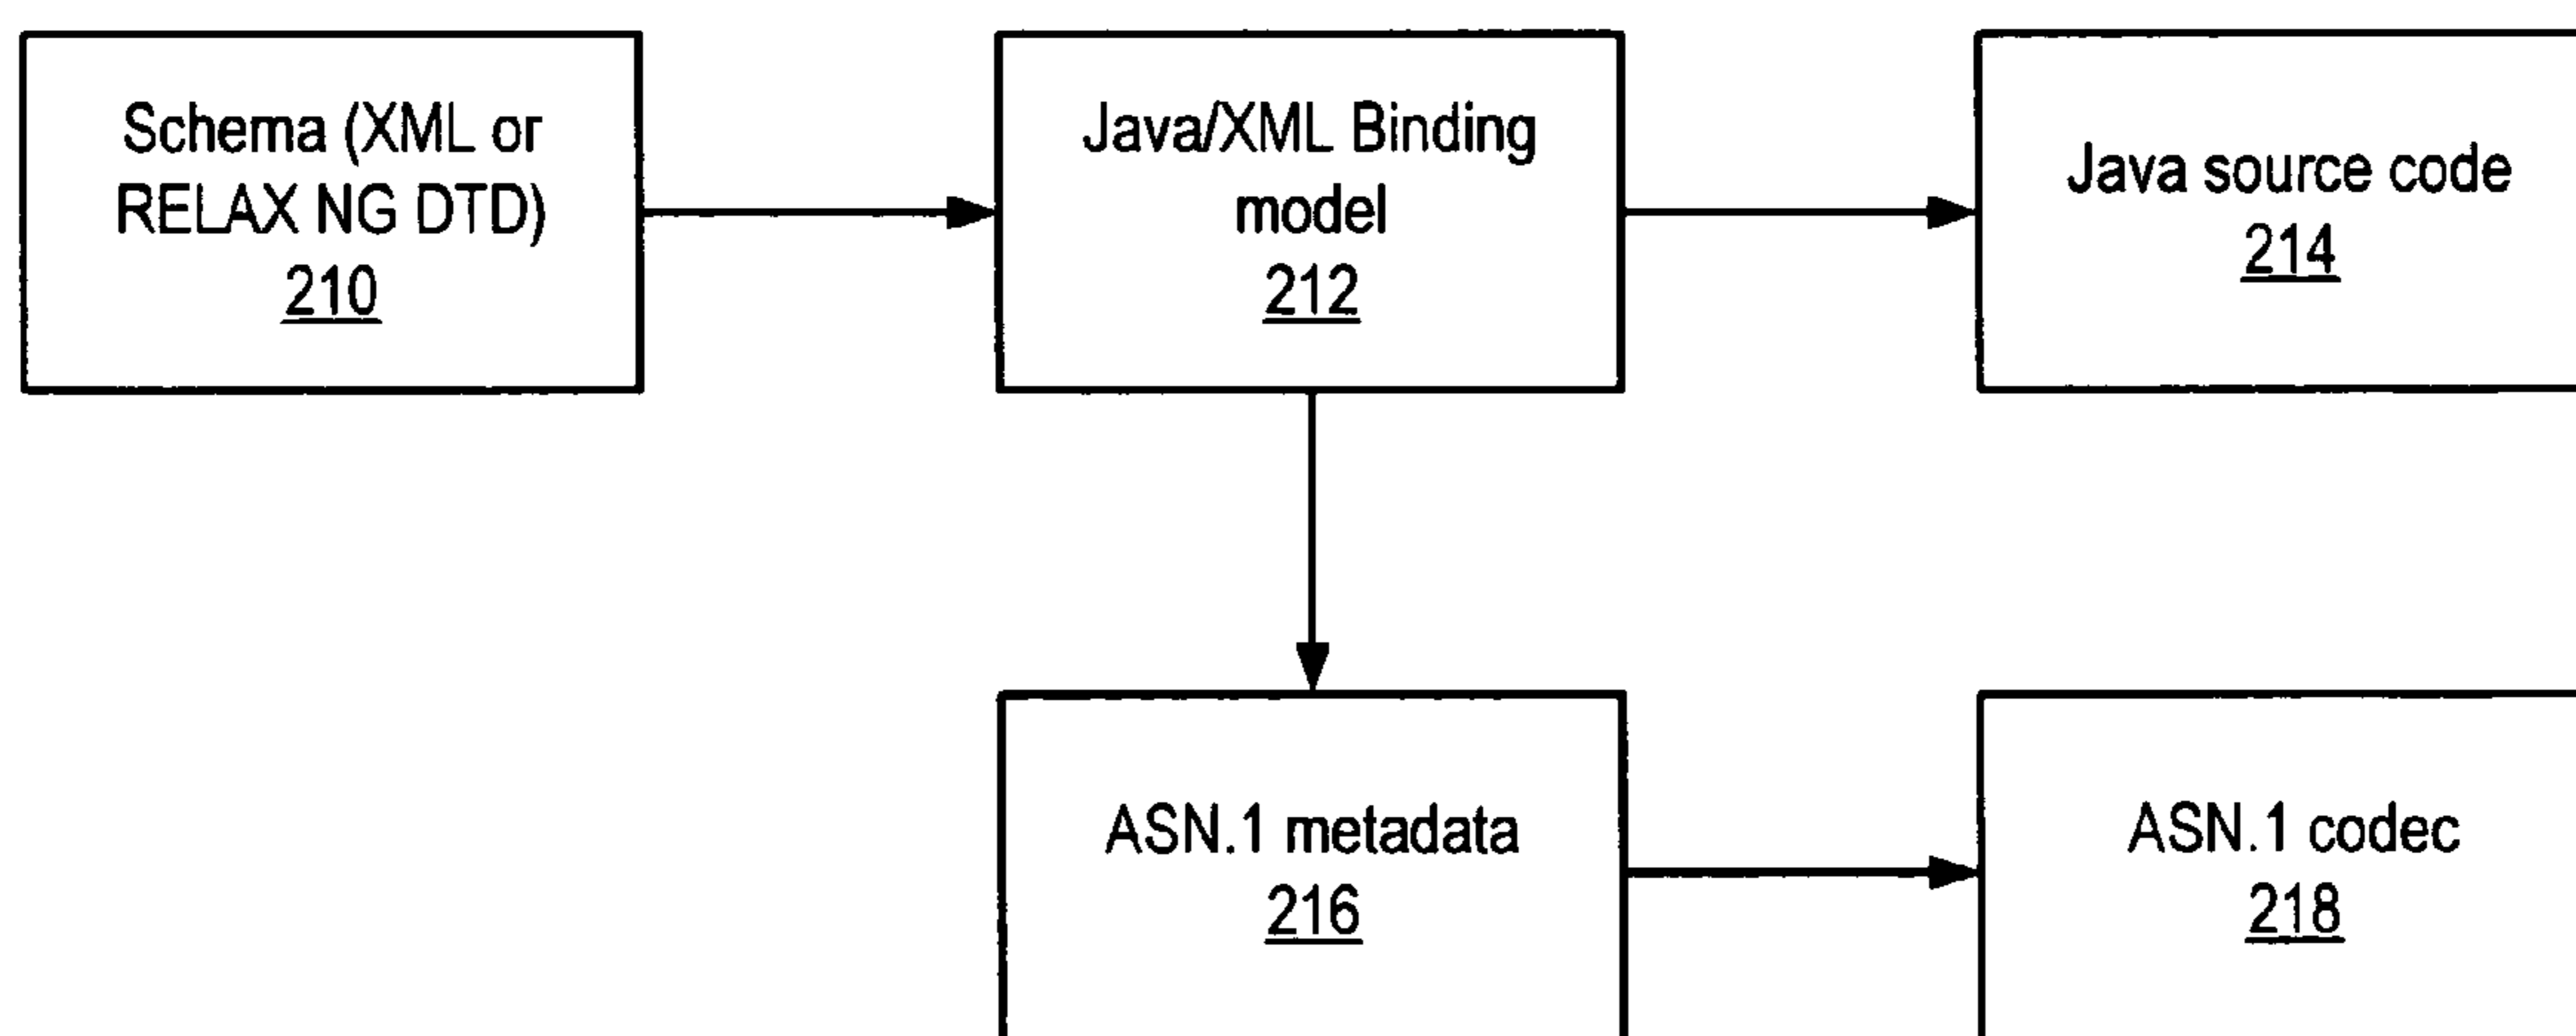 Schema (XML or
RELAX NG DTD)
210
Java/XML Binding
model
212
Java source code
214
ASN.1 metadata
216
ASN.1 codec
218